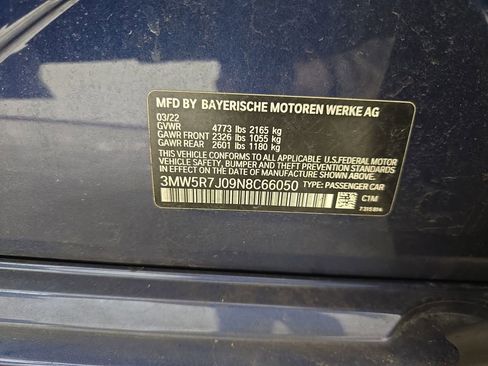 MFD BY BAYERISCHE MOTOREN WERKE AG
03/22
GVWR 4773 lbs 2165 kg
GAWR FRONT 2326 lbs 1055 kg
GAWR REAR 2601 lbs 1180 kg
THIS VEHICLE CONFORMS TO ALL APPLICABLE U.S.FEDERAL MOTOR
VEHICLE SAFETY, BUMPER, AND THEFT PREVENTION STANDARDS
IN EFFECT ON THE DATE OF MANUFACTURE SHOWN ABOVE.
3MW5R7J09N8C66050 TYPE: PASSENGER CAR
C1M
7315814